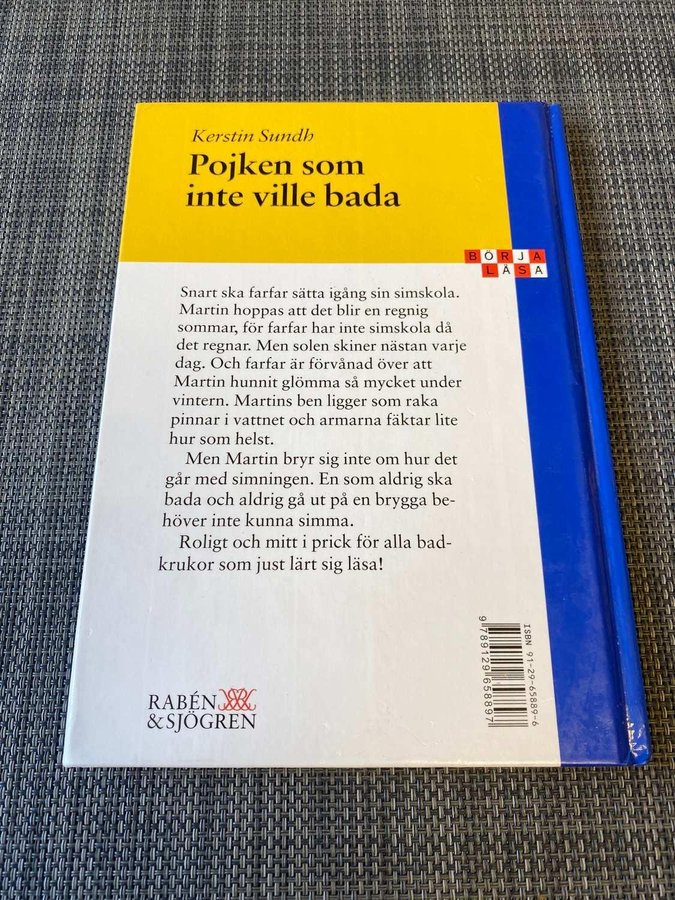 Kerstin Sundh
Pojken som
inte ville bada
BÖRJA
LÄSA
Snart ska farfar sätta igång sin simskola.
Martin hoppas att det blir en regnig
sommar, för farfar har inte simskola då
det regnar. Men solen skiner nästan varje
dag. Och farfar är förvånad över att
Martin hunnit glömma så mycket under
vintern. Martins ben ligger som raka
pinnar i vattnet och armarna fäktar lite
hur som helst.
Men Martin bryr sig inte om hur det
går med simningen. En som aldrig ska
bada och aldrig gå ut på en brygga be-
höver inte kunna simma.
Roligt och mitt i prick för alla bad-
krukor som just lärt sig läsa!
ISBN 91-29-65889-6
9 789129 658897
RABÉN
&SJÖGREN